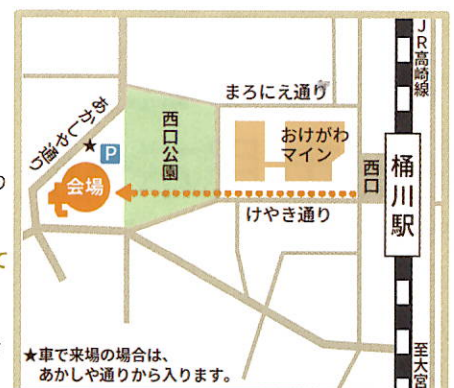 JR高崎線
まろにえ通り
あかしや通り
★
P
西口公園
おけがわ
マイン
西口
桶川駅
会場
けやき通り
至大宮
★車で来場の場合は、
あかしや通りから入ります。